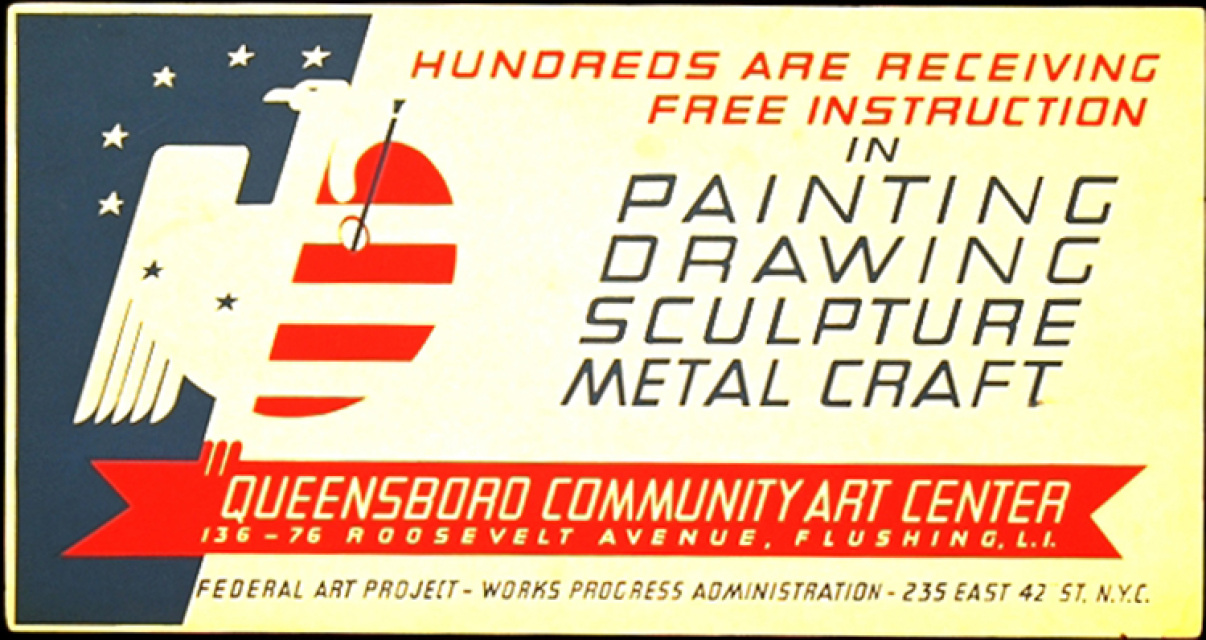 HUNDREDS ARE RECEIVING
FREE INSTRUCTION
IN
PAINTING
DRAWING
SCULPTURE
METAL CRAFT
QUEENSBORO COMMUNITY ART CENTER
136-76 ROOSEVELT AVENUE, FLUSHING, L.I.
FEDERAL ART PROJECT - WORKS PROGRESS ADMINISTRATION - 235 EAST 42 ST. N.Y.C.